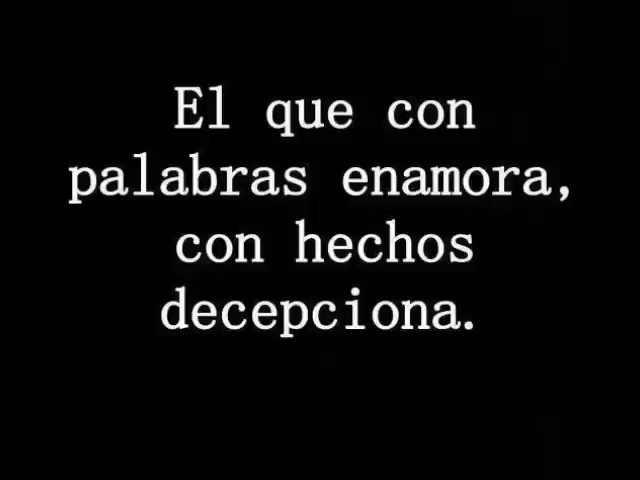 El que con
palabras enamora,
con hechos
decepciona.